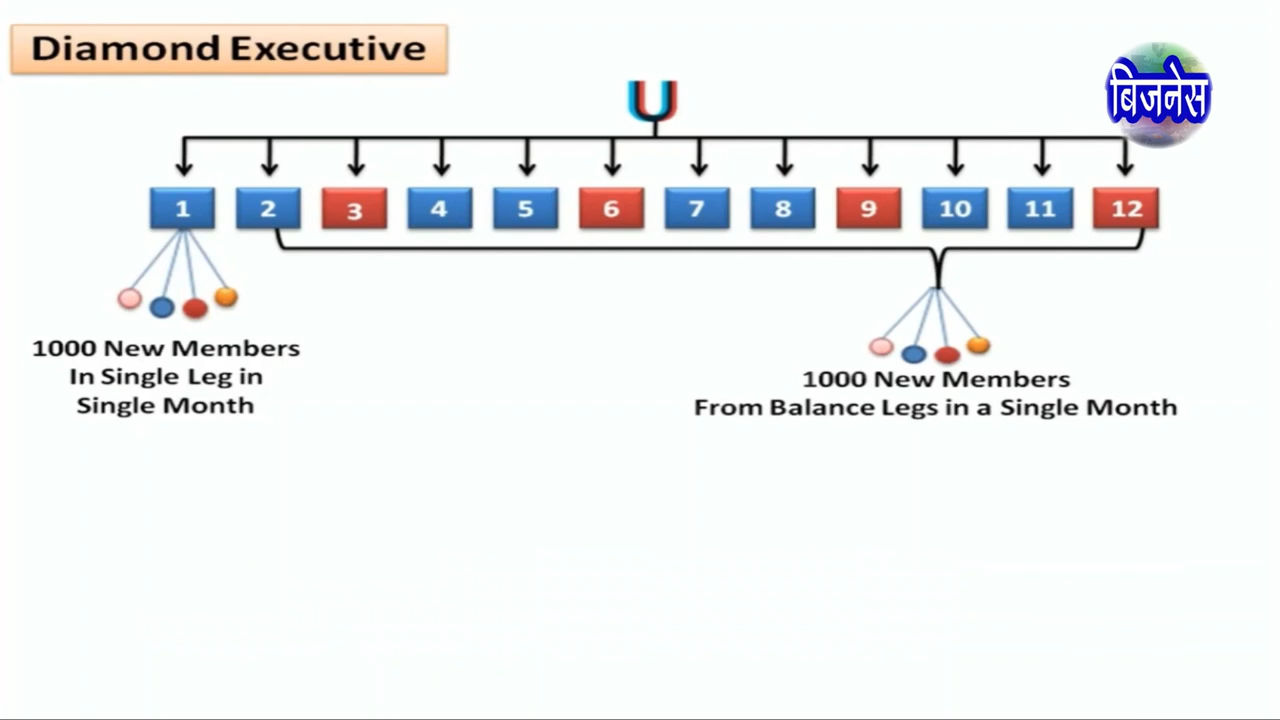 Diamond Executive
बिजनेस
U
1 2 3 4 5 6 7 8 9 10 11 12
1000 New Members
In Single Leg in
Single Month
1000 New Members
From Balance Legs in a Single Month